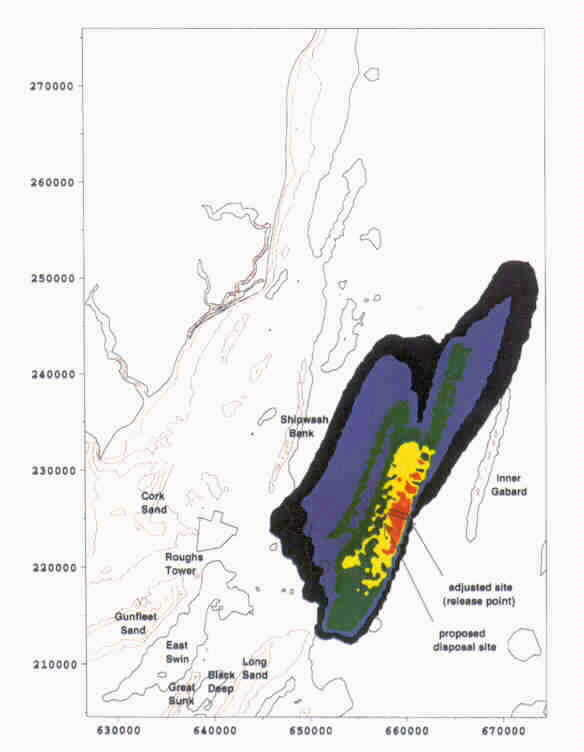 270000
260000
250000
240000
230000
220000
210000
Shipwash
Bank
Inner
Gabard
Cork
Sand
Roughs
Tower
adjusted site
(release point)
Gunfleet
Sand
proposed
disposal site
East
Swin
Long
Sand
Black
Deep
Great
Sunk
630000
640000
650000
660000
670000